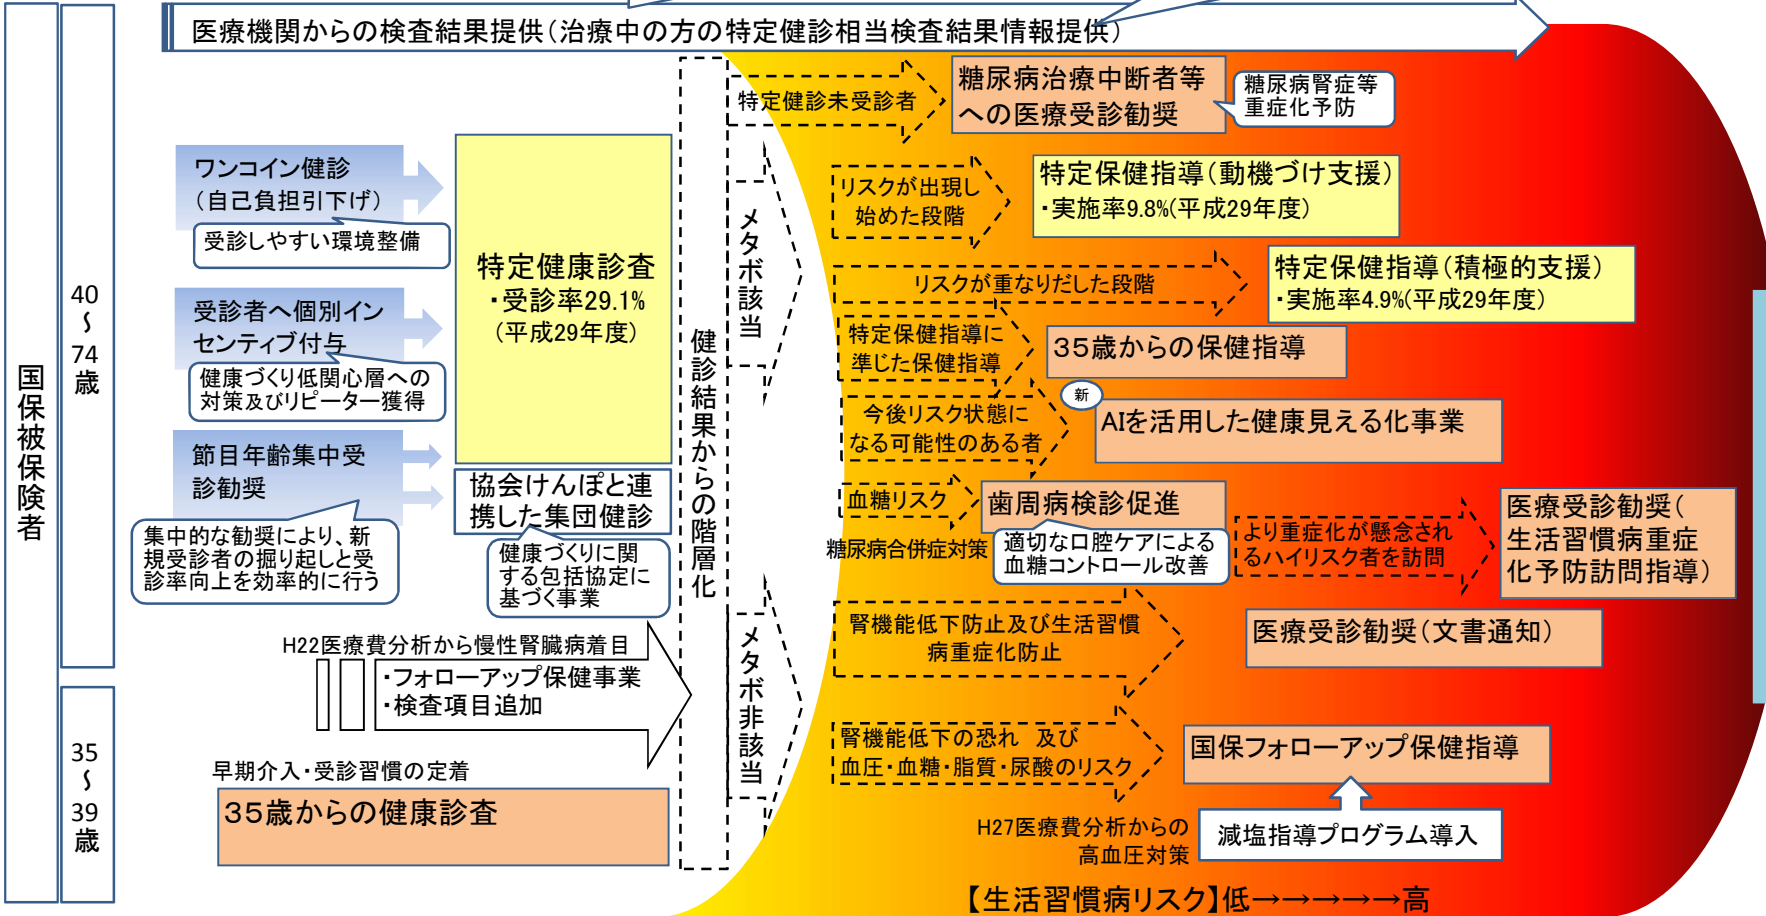 医療機関からの検査結果提供（治療中の方の特定健診相当検査結果情報提供）
国保被保険者
40～74歳
35～39歳
ワンコイン健診
（自己負担引下げ）
受診しやすい環境整備
受診者へ個別イン
センティブ付与
健康づくり低関心層への
対策及びリピーター獲得
節目年齢集中受
診勧奨
集中的な勧奨により、新
規受診者の掘り起しと受
診率向上を効率的に行う
特定健康診査
・受診率29.1%
（平成29年度）
協会けんぽと連
携した集団健診
健康づくりに関
する包括協定に
基づく事業
H22医療費分析から慢性腎臓病着目
・フォローアップ保健事業
・検査項目追加
早期介入・受診習慣の定着
35歳からの健康診査
健診結果からの階層化
メタボ該当
メタボ非該当
特定健診未受診者
糖尿病治療中断者等
への医療受診勧奨
糖尿病腎症等
重症化予防
リスクが出現し
始めた段階
特定保健指導（動機づけ支援）
・実施率9.8%(平成29年度）
リスクが重なりだした段階
特定保健指導（積極的支援）
・実施率4.9%(平成29年度）
特定保健指導に
準じた保健指導
35歳からの保健指導
今後リスク状態に
なる可能性のある者
新
AIを活用した健康見える化事業
血糖リスク
糖尿病合併症対策
歯周病検診促進
適切な口腔ケアによる
血糖コントロール改善
より重症化が懸念され
るハイリスク者を訪問
医療受診勧奨（
生活習慣病重症
化予防訪問指導）
腎機能低下防止及び生活習慣
病重症化防止
医療受診勧奨（文書通知）
腎機能低下の恐れ 及び
血圧・血糖・脂質・尿酸のリスク
国保フォローアップ保健指導
H27医療費分析からの
高血圧対策
減塩指導プログラム導入
【生活習慣病リスク】低→→→→→高